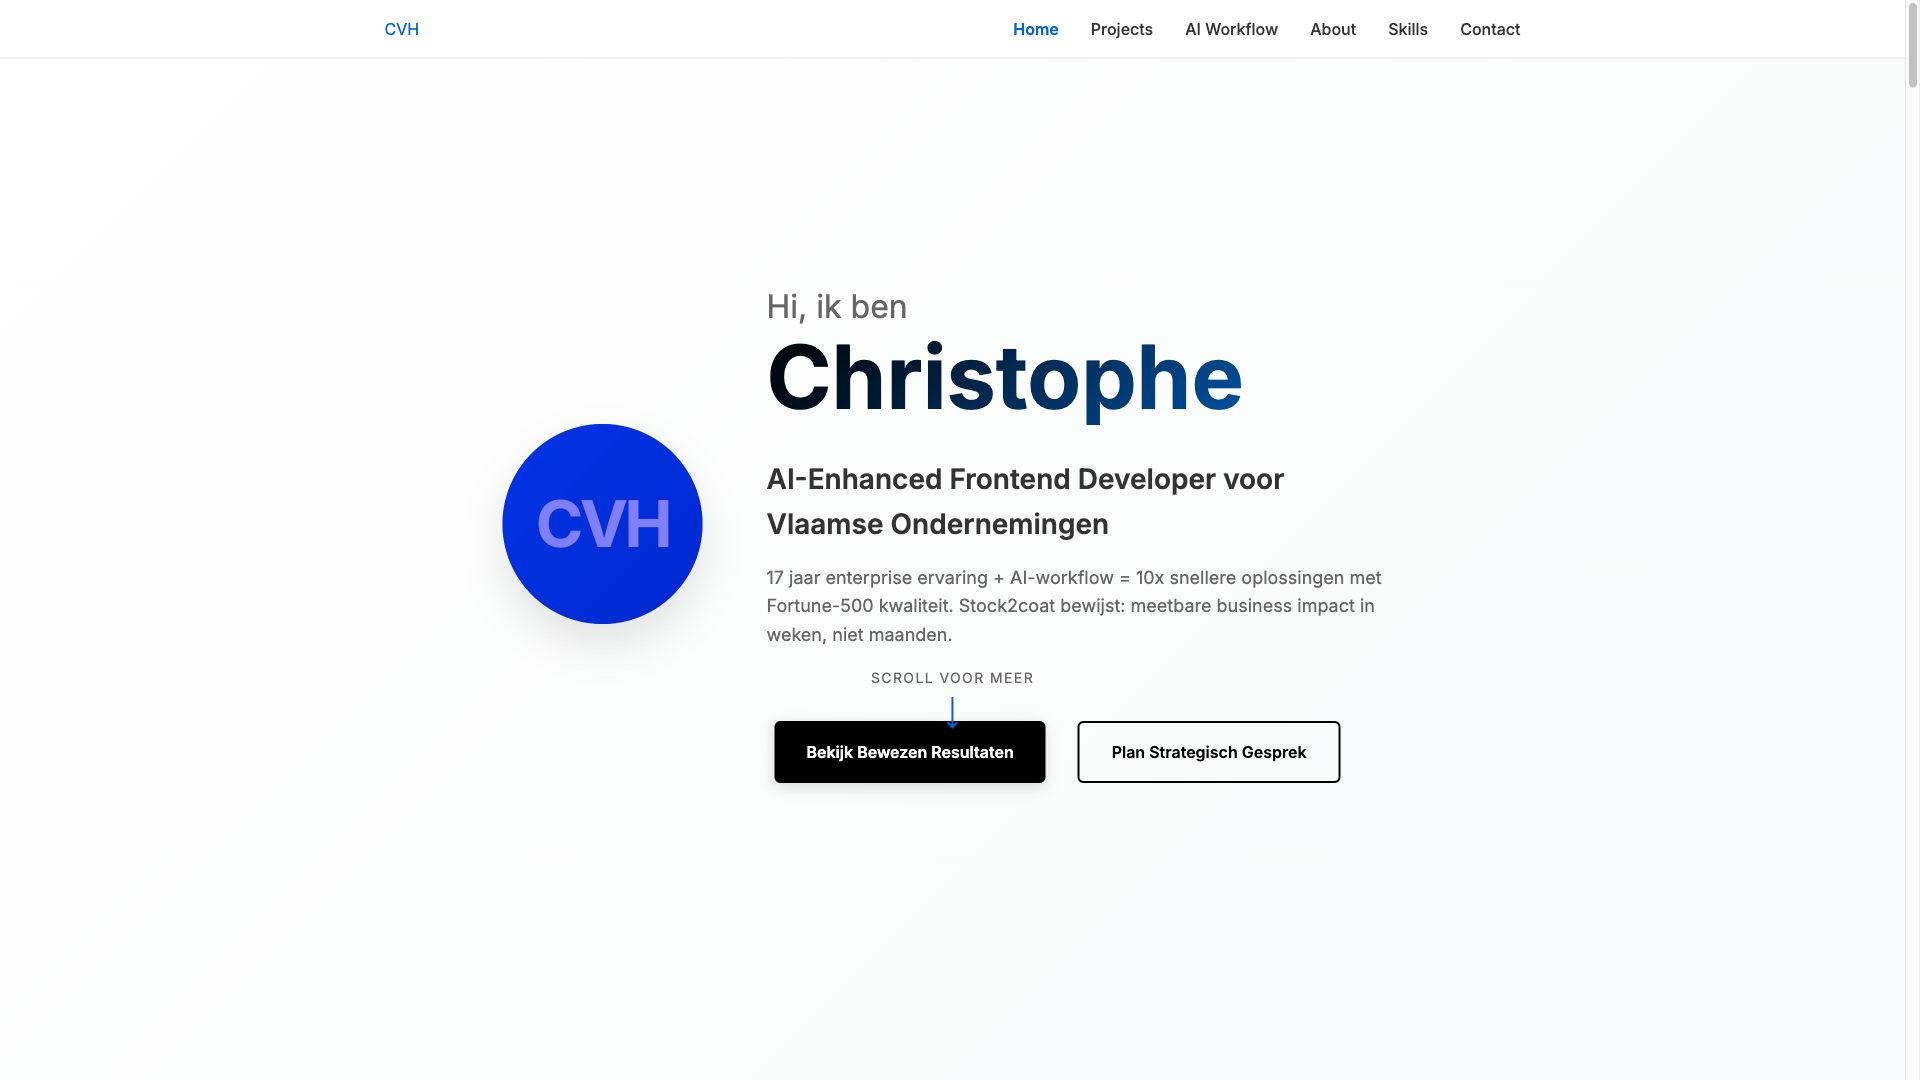 CVH
Home Projects AI Workflow About Skills Contact
Hi, ik ben
Christophe
CVH
AI-Enhanced Frontend Developer voor
Vlaamse Ondernemingen
17 jaar enterprise ervaring + AI-workflow = 10x snellere oplossingen met
Fortune-500 kwaliteit. Stock2coat bewijst: meetbare business impact in
weken, niet maanden.
SCROLL VOOR MEER
Bekijk Bewezen Resultaten
Plan Strategisch Gesprek